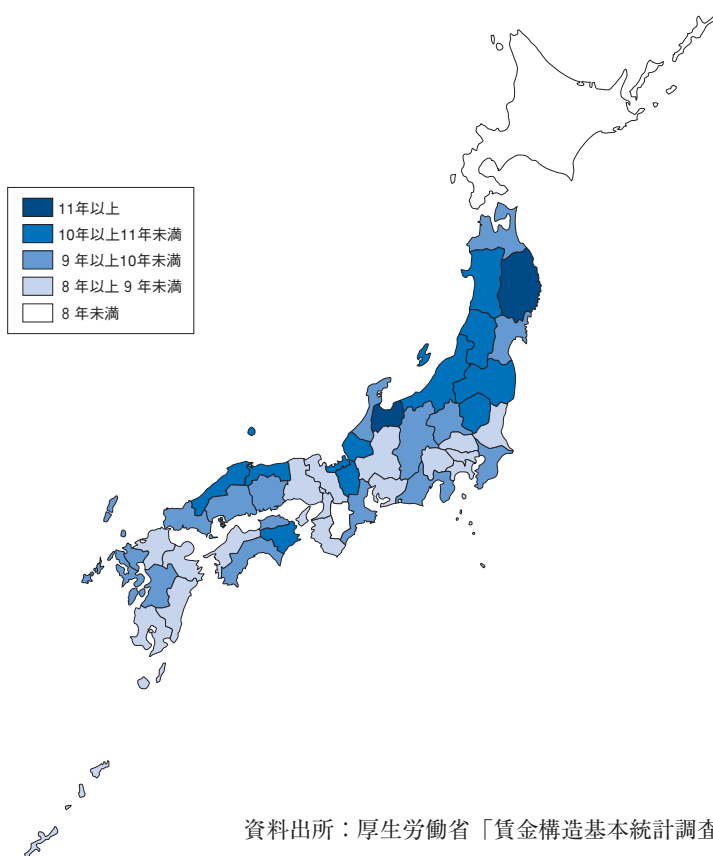 11年以上
10年以上11年未満
9 年以上10年未満
8 年以上 9 年未満
8 年未満
資料出所：厚生労働省「賃金構造基本統計調査